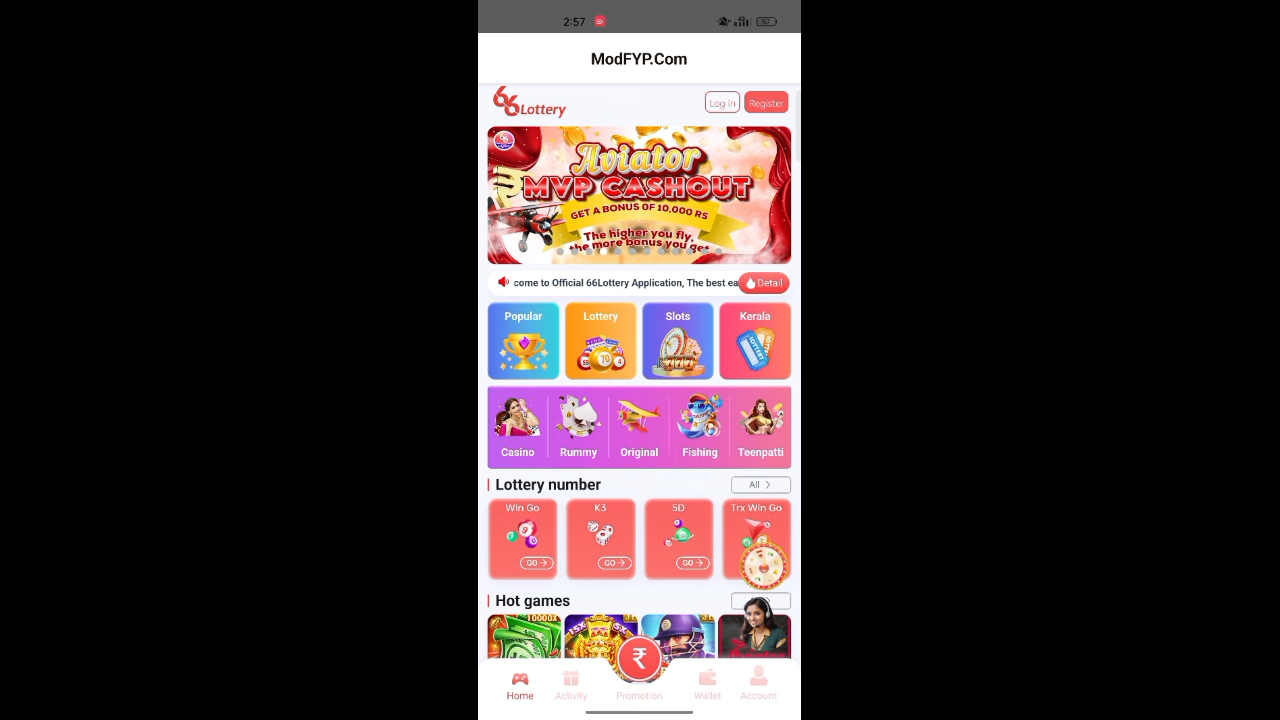 2:57
57
ModFYP.Com
66Lottery
Log in
Register
Aviator
MVP CASHOUT
GET A BONUS OF 10,000 RS
The higher you fly,
the more bonus you get
come to Official 66Lottery Application, The best ea
Detail
Popular
Lottery
Slots
Kerala
Casino
Rummy
Original
Fishing
Teenpatti
Lottery number
All >
Win Go
K3
5D
Trx Win Go
GO →
GO →
GO →
Hot games
10000X
Home
Activity
Promotion
Wallet
Account